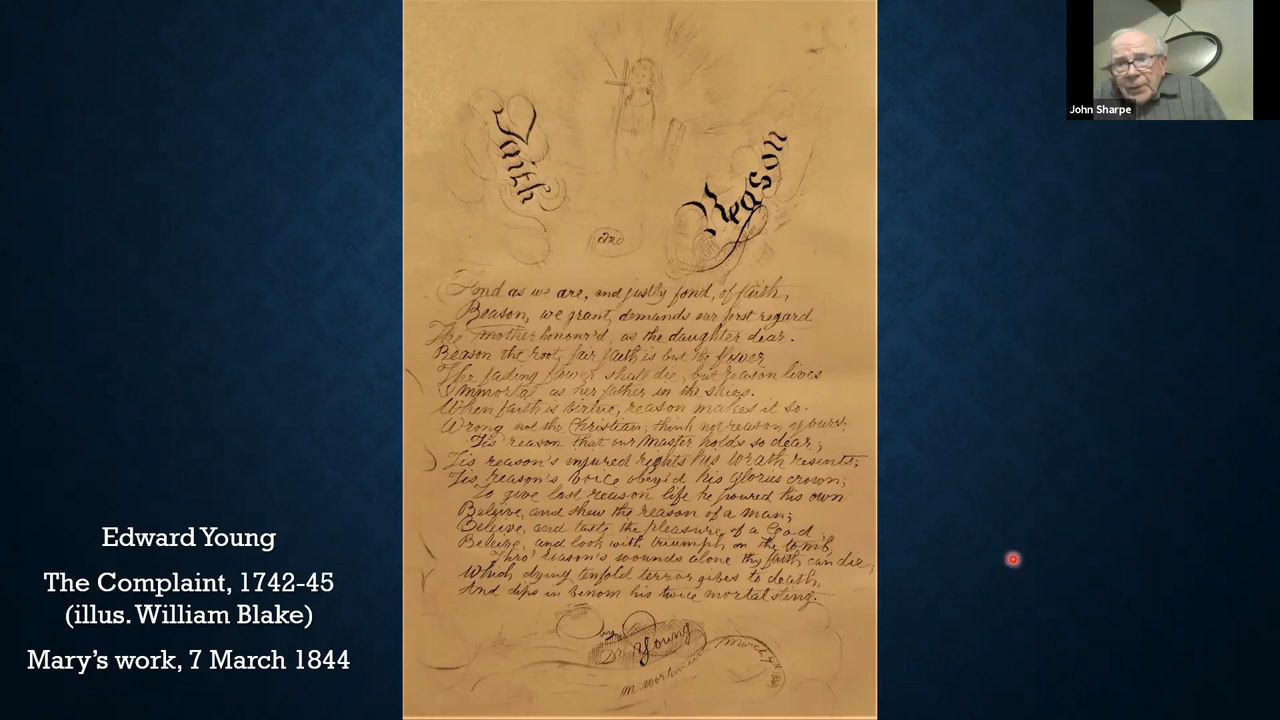 John Sharpe
Faith
Reason
and
Fond as we are, and justly fond, of faith,
Reason, we grant, demands our first regard
The mother honour'd, as the daughter dear.
Reason the root, fair faith is but the flower
The fading flower shall die, but reason lives
Immortal as her father in the skies.
When faith is virtue, reason makes it so.
Wrong not the Christian; think not reason yours:
Tis reason that our Master holds so dear;
Tis reason's injured rights his wrath resents;
Tis reason's voice obey'd his glories crown;
To give lost reason life he poured his own
Beleive, and shew the reason of a man;
Beleive, and taste the pleasure of a God
Beleive, and look with triumph on the tomb,
Thro' reason's wounds alone thy faith can die;
Which dying tenfold terror gives to death,
And dips in venom his twice mortal sting.
by
Dr Young
M. Workman March 7th
Edward Young
The Complaint, 1742-45
(illus. William Blake)
Mary's work, 7 March 1844